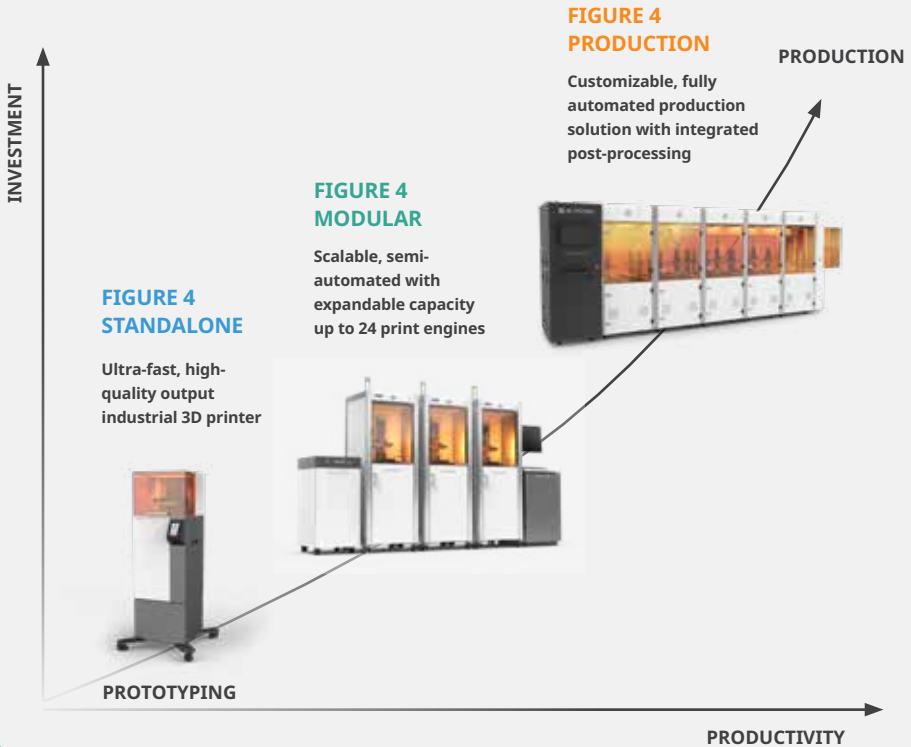 FIGURE 4
PRODUCTION
PRODUCTION
Customizable, fully
automated production
solution with integrated
post-processing
INVESTMENT
FIGURE 4
MODULAR
Scalable, semi-
automated with
expandable capacity
up to 24 print engines
FIGURE 4
STANDALONE
Ultra-fast, high-
quality output
industrial 3D printer
PROTOTYPING
PRODUCTIVITY